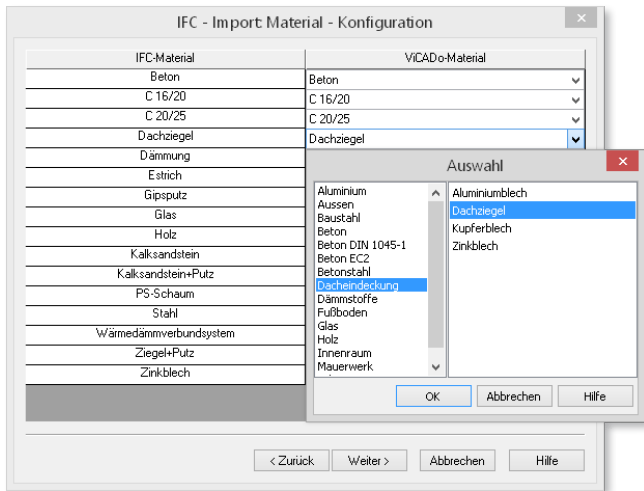 IFC - Import: Material - Konfiguration
IFC-Material ViCADo-Material
Beton Beton
C 16/20 C 16/20
C 20/25 C 20/25
Dachziegel Dachziegel
Dämmung
Estrich
Gipsputz
Glas
Holz
Kalksandstein
Kalksandstein+Putz
PS-Schaum
Stahl
Wärmedämmverbundsystem
Ziegel+Putz
Zinkblech
Auswahl
Aluminium
Aussen
Baustahl
Beton
Beton DIN 1045-1
Beton EC2
Betonstahl
Dacheindeckung
Dämmstoffe
Fußboden
Glas
Holz
Innenraum
Mauerwerk
Aluminiumblech
Dachziegel
Kupferblech
Zinkblech
OK Abbrechen Hilfe
< Zurück Weiter > Abbrechen Hilfe